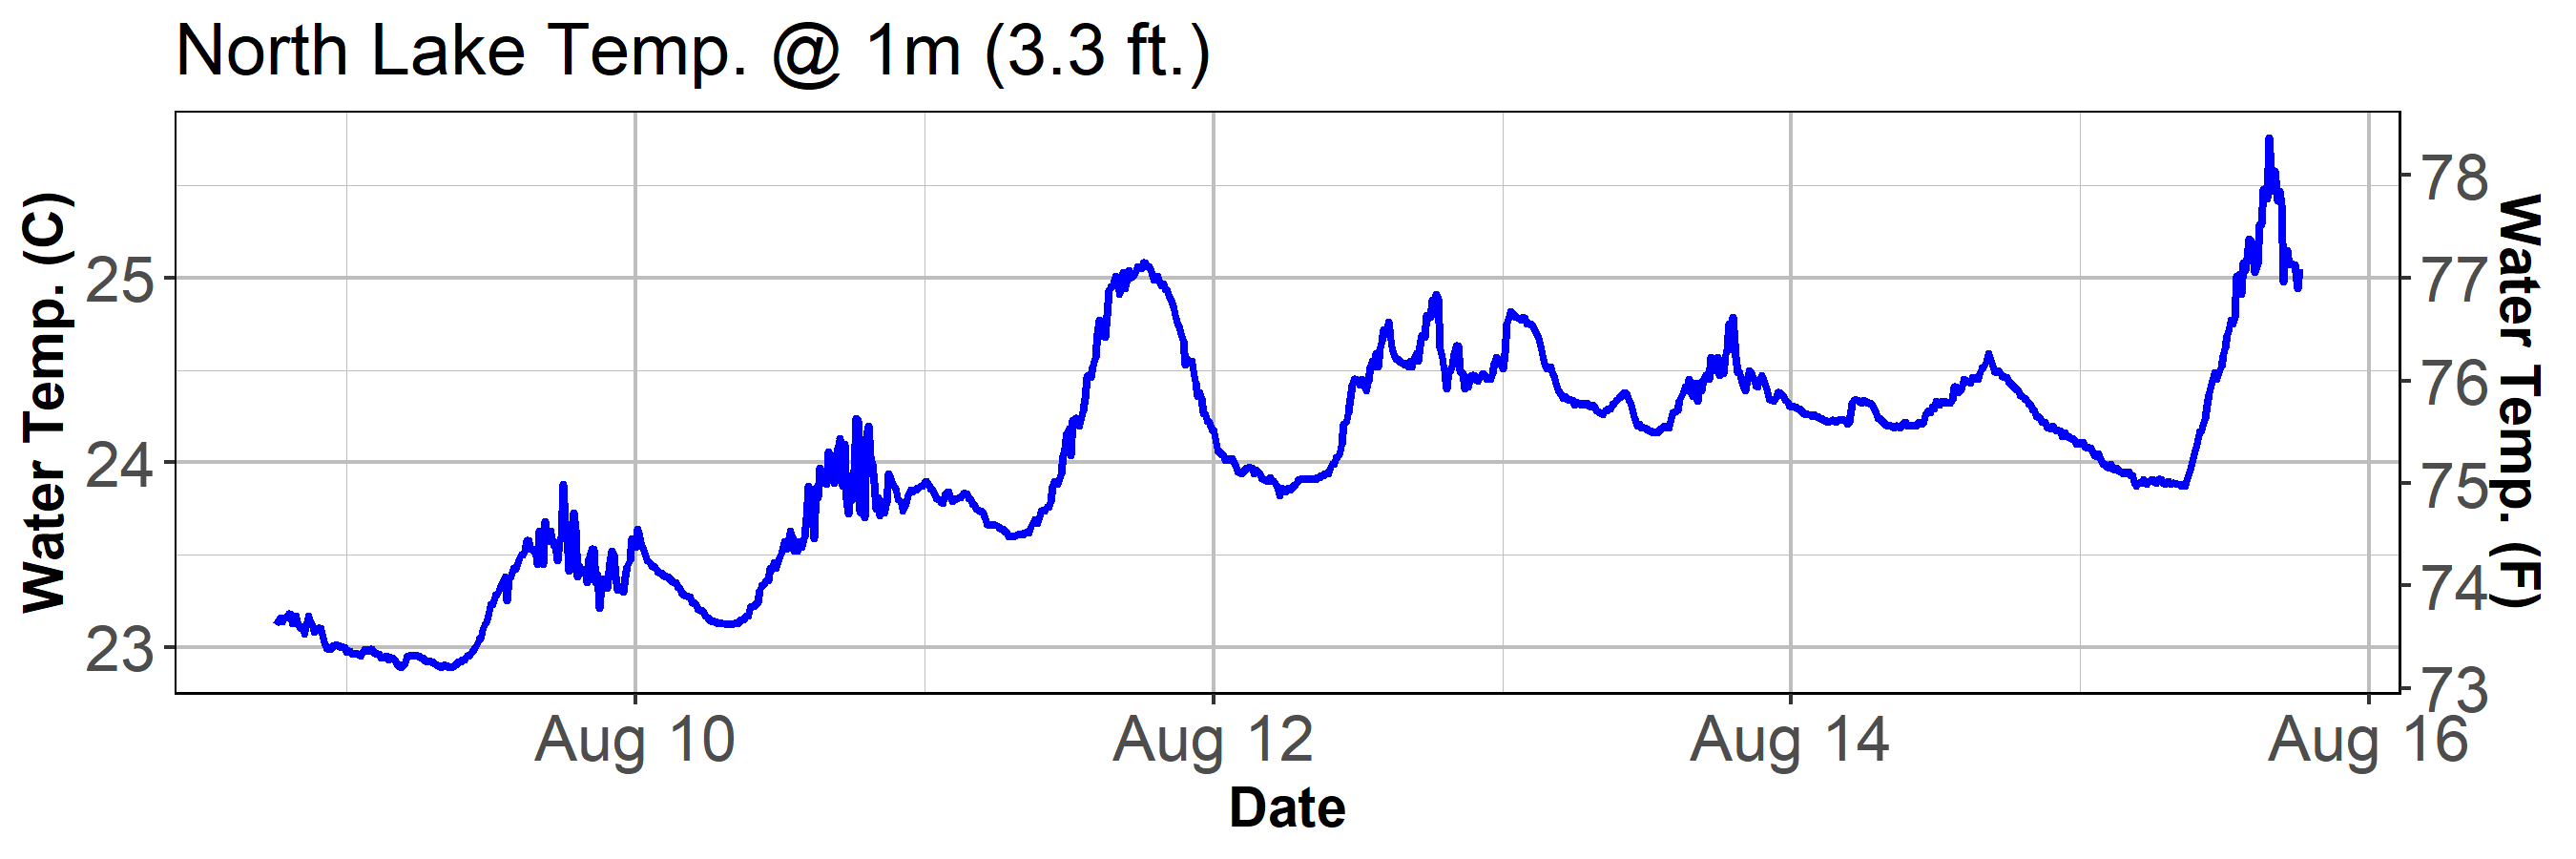 North Lake Temp. @ 1m (3.3 ft.)
Water Temp. (C)
25
24
23
78
77
76
75
74
73
Water Temp. (F)
Aug 10 Aug 12 Aug 14 Aug 16
Date